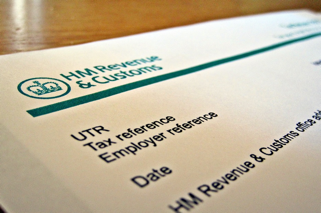 HM Revenue
& Customs
UTR
Tax reference
Employer reference
Date
HM Revenue & Customs office